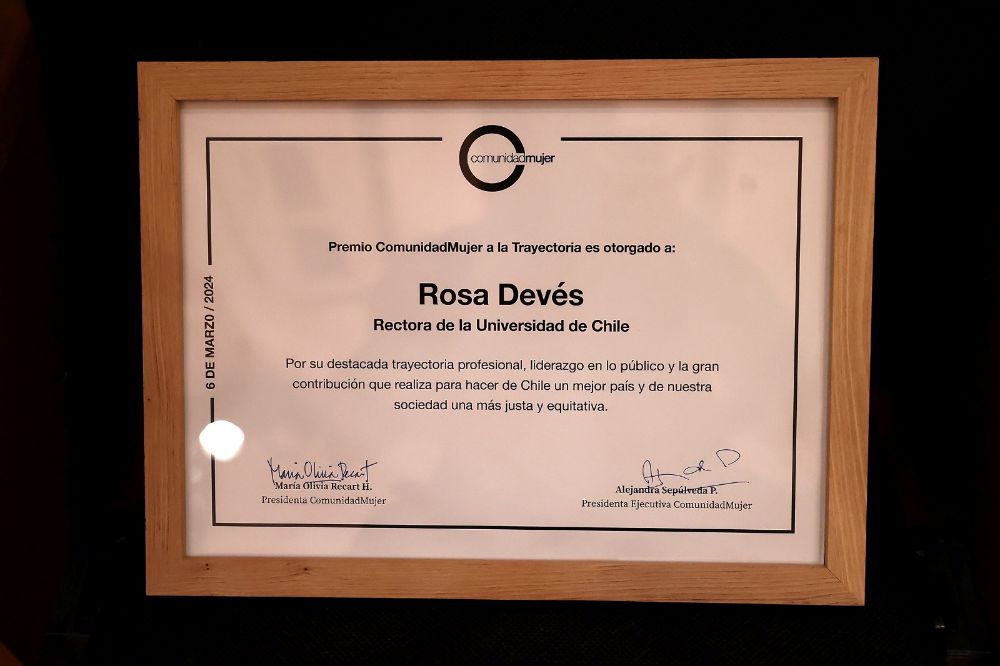 comunidadmujer
Premio ComunidadMujer a la Trayectoria es otorgado a:
Rosa Devés
Rectora de la Universidad de Chile
Por su destacada trayectoria profesional, liderazgo en lo público y la gran
contribución que realiza para hacer de Chile un mejor país y de nuestra
sociedad una más justa y equitativa.
6 DE MARZO / 2024
María Olivia Recart
María Olivia Recart H.
Presidenta ComunidadMujer
Alejandra Sepúlveda P.
Presidenta Ejecutiva ComunidadMujer